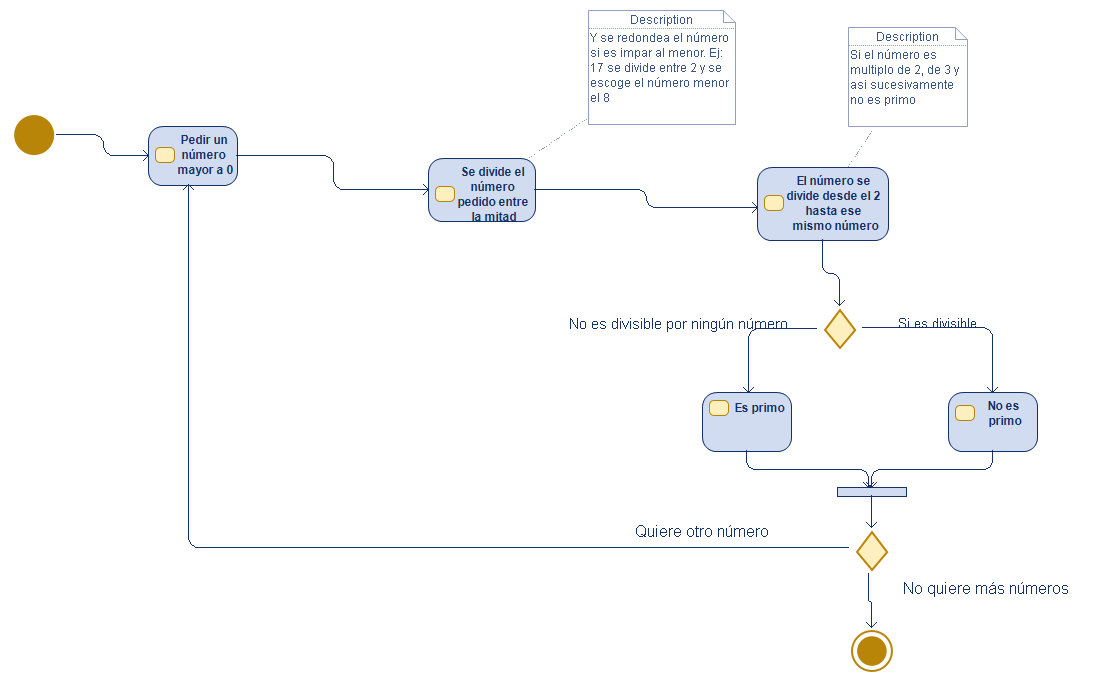 Description
Y se redondea el número
si es impar al menor. Ej:
17 se divide entre 2 y se
escoge el número menor
el 8
Description
Si el número es
multiplo de 2, de 3 y
asi sucesivamente
no es primo
Pedir un
número
mayor a 0
Se divide el
número
pedido entre
la mitad
El número se
divide desde el 2
hasta ese
mismo número
No es divisible por ningún número
Si es divisible
Es primo
No es
primo
Quiere otro número
No quiere más números